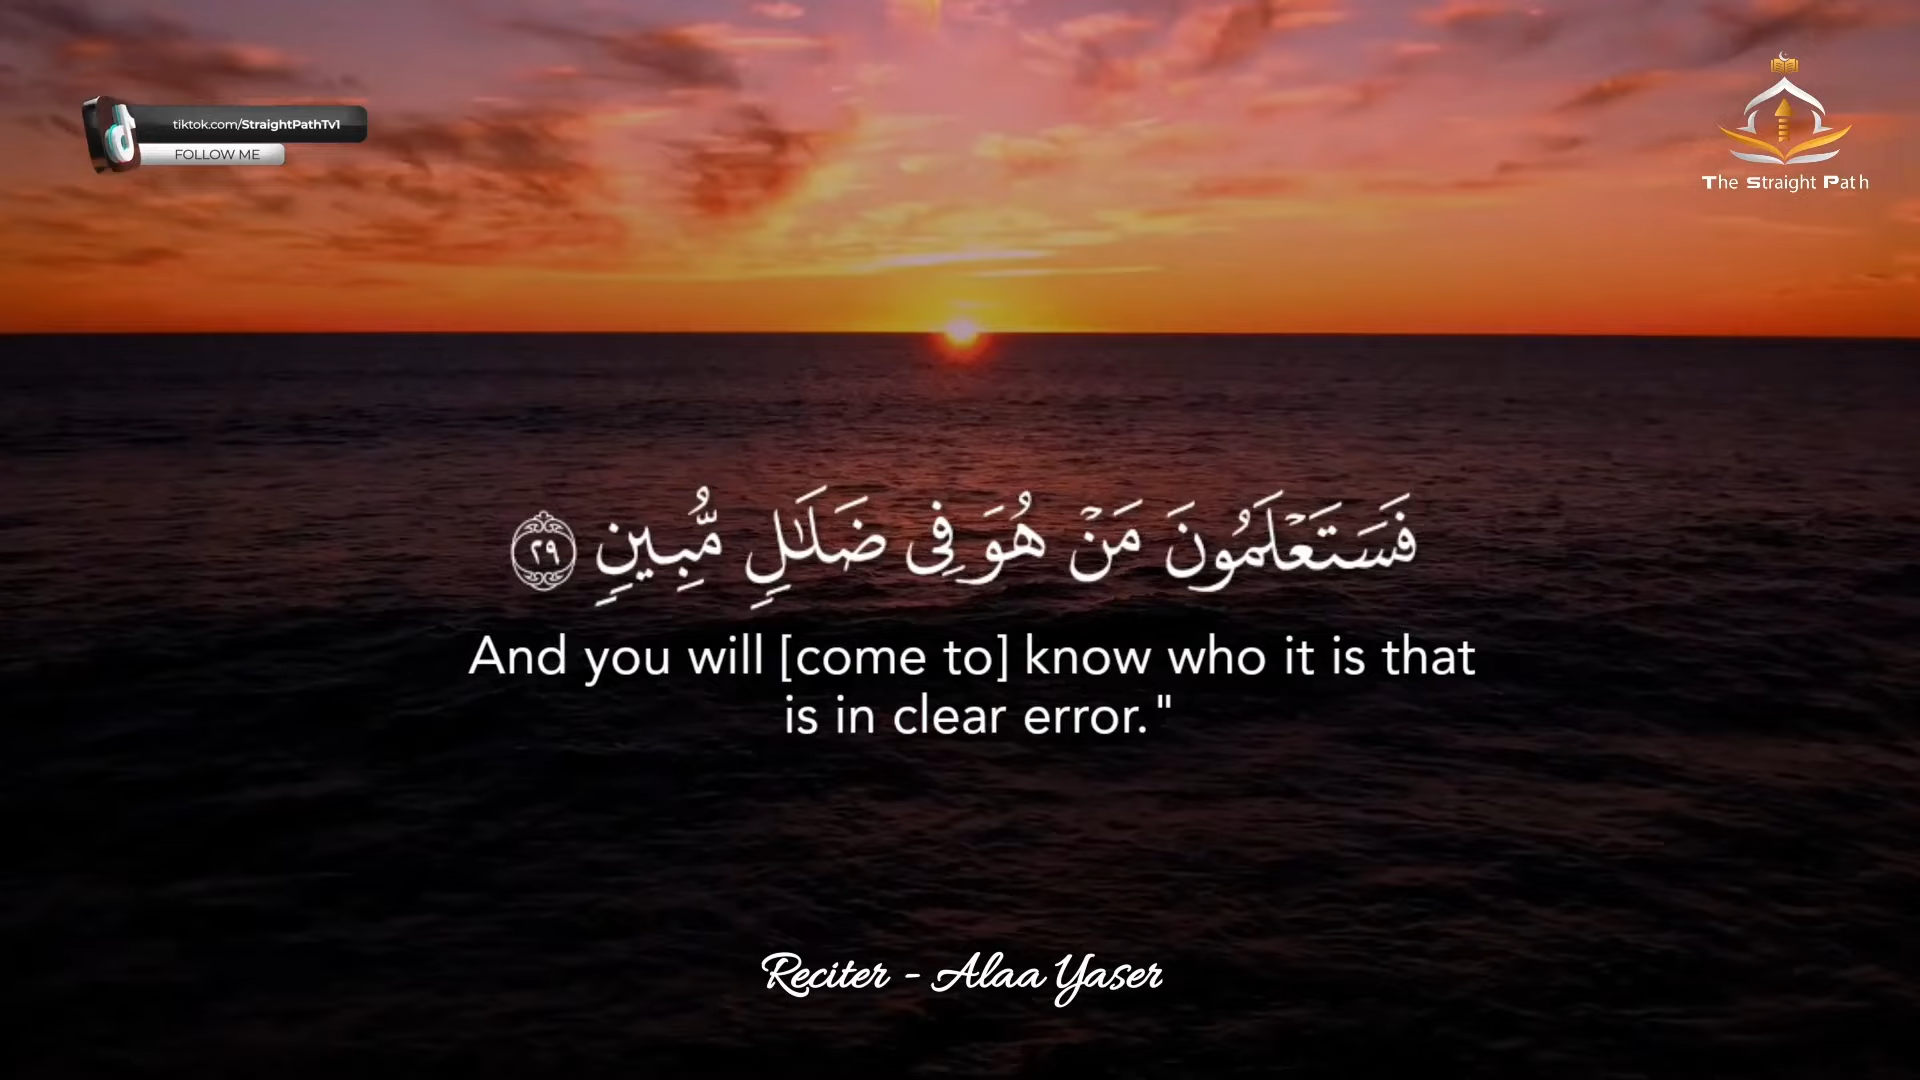 tiktok.com/StraightPathTv1
FOLLOW ME
The Straight Path
فَسَتَعْلَمُونَ مَنْ هُوَ فِى ضَلَـٰلٍ مُّبِينٍ ٢٩
And you will [come to] know who it is that
is in clear error."
Reciter - Alaa Yaser